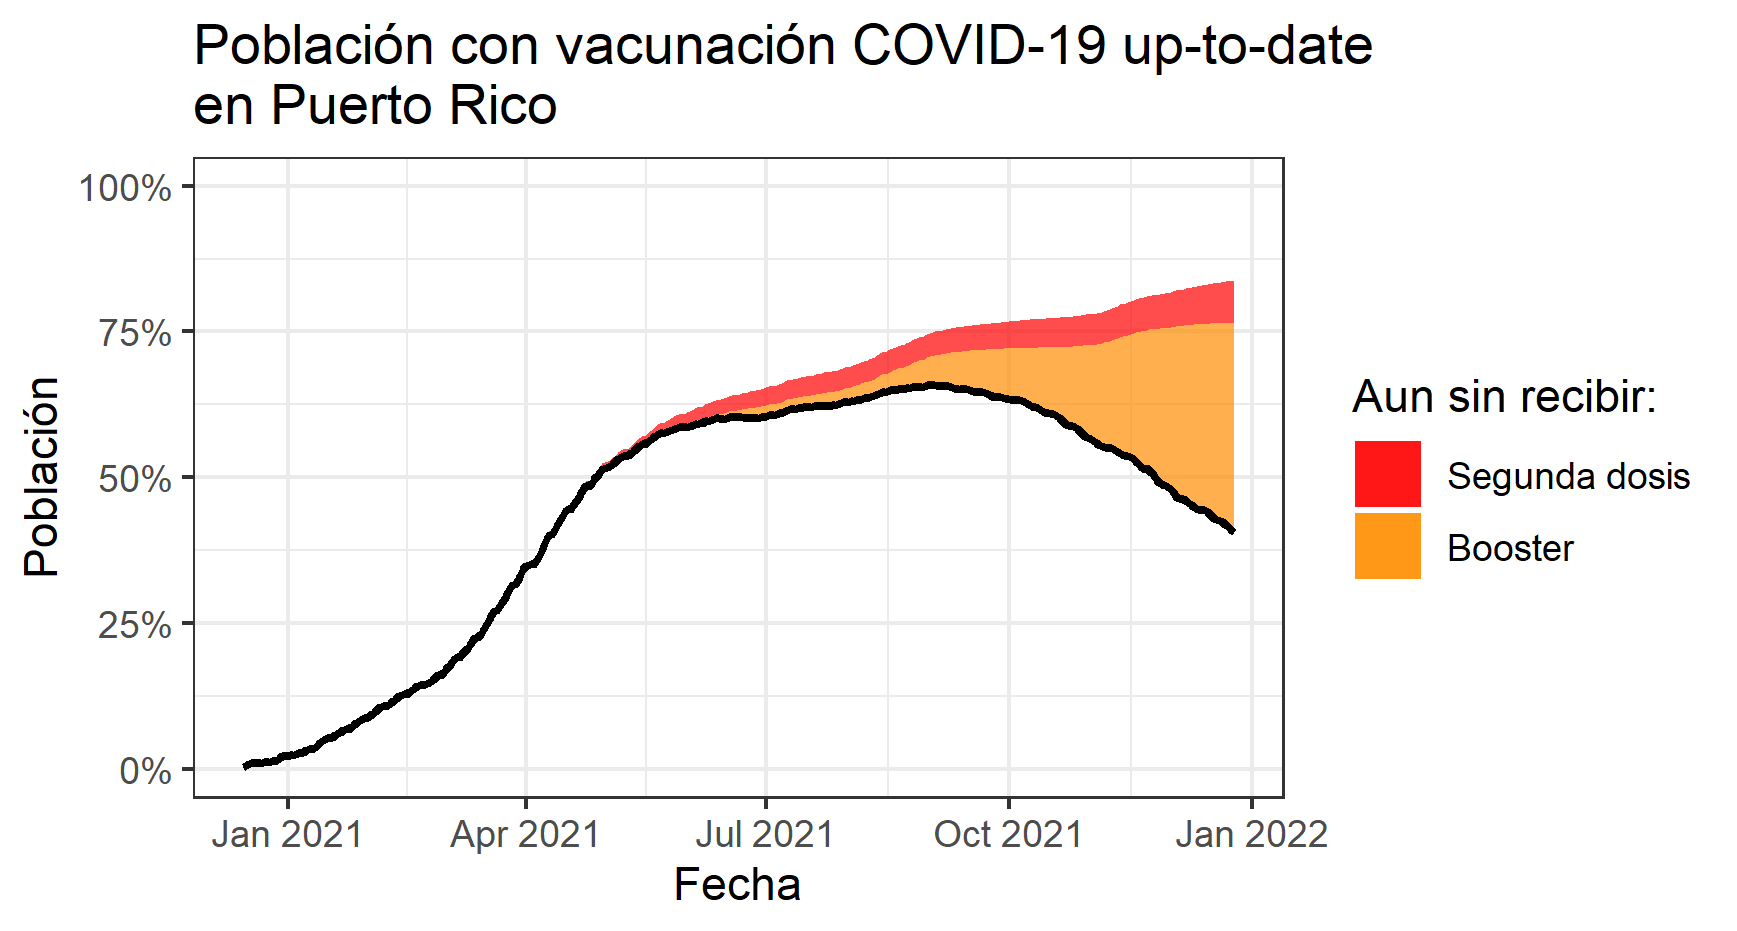 Población con vacunación COVID-19 up-to-date
en Puerto Rico
100%
75%
50%
25%
0%
Población
Jan 2021
Apr 2021
Jul 2021
Oct 2021
Jan 2022
Fecha
Aun sin recibir:
Segunda dosis
Booster